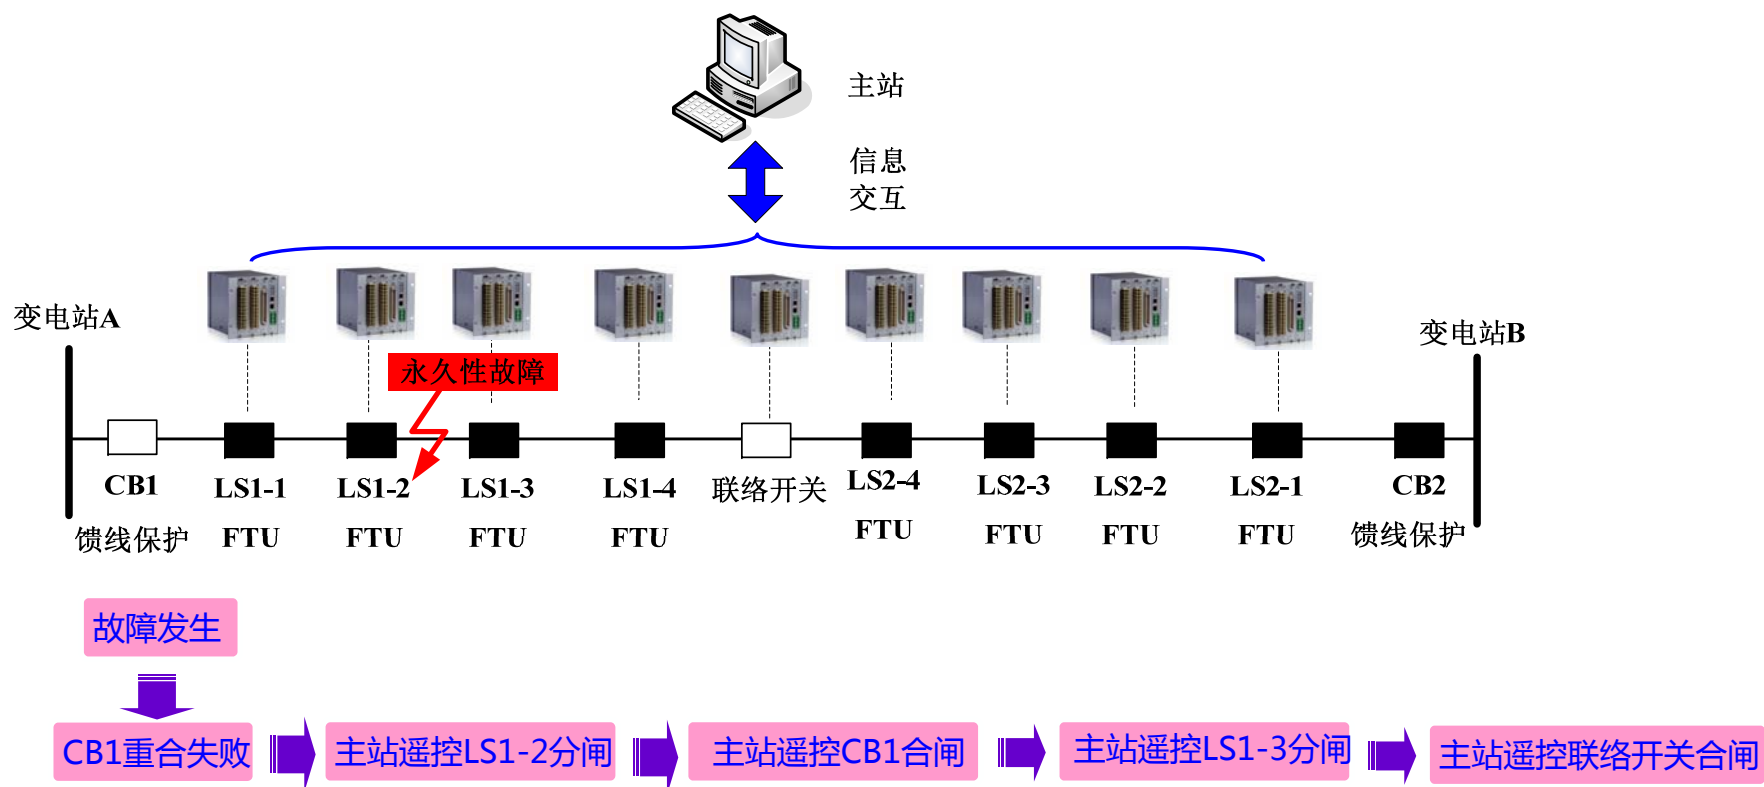 主站
信息
交互
变电站A
变电站B
永久性故障
CB1
LS1-1
LS1-2
LS1-3
LS1-4
联络开关
LS2-4
LS2-3
LS2-2
LS2-1
CB2
馈线保护
FTU
FTU
FTU
FTU
FTU
FTU
FTU
FTU
馈线保护
故障发生
CB1重合失败
主站遥控LS1-2分闸
主站遥控CB1合闸
主站遥控LS1-3分闸
主站遥控联络开关合闸